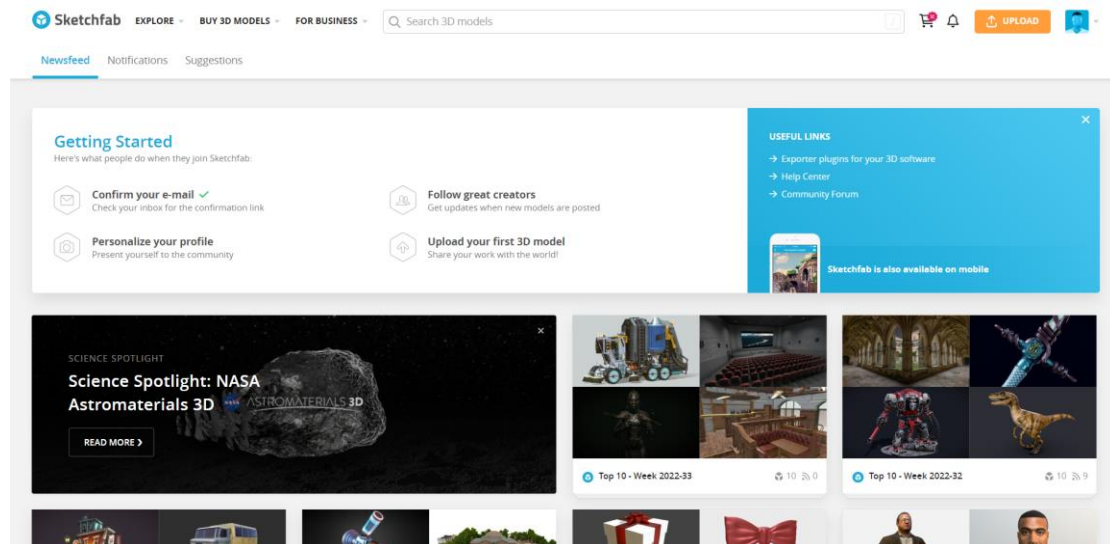 Sketchfab EXPLORE BUY 3D MODELS FOR BUSINESS Search 3D models / UPLOAD
Newsfeed Notifications Suggestions
Getting Started
Here's what people do when they join Sketchfab:
Confirm your e-mail
Check your inbox for the confirmation link
Follow great creators
Get updates when new models are posted
Personalize your profile
Present yourself to the community
Upload your first 3D model
Share your work with the world!
USEFUL LINKS
→ Exporter plugins for your 3D software
→ Help Center
→ Community Forum
Sketchfab is also available on mobile
SCIENCE SPOTLIGHT
Science Spotlight: NASA
Astromaterials 3D
NASA ASTROMATERIALS 3D
READ MORE ❯
Top 10 - Week 2022-33 10 0
Top 10 - Week 2022-32 10 9